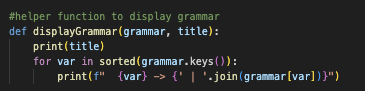 #helper function to display grammar
def displayGrammar(grammar, title):
    print(title)
    for var in sorted(grammar.keys()):
        print(f"  {var} -> {' | '.join(grammar[var])}")